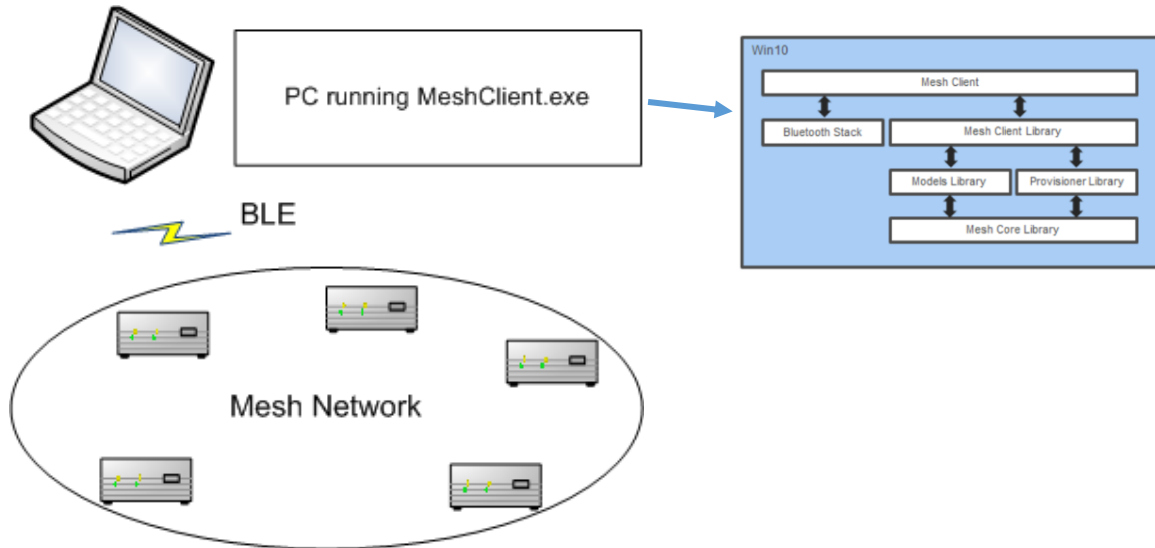 PC running MeshClient.exe
Win10
Mesh Client
Bluetooth Stack
Mesh Client Library
Models Library
Provisioner Library
Mesh Core Library
BLE
Mesh Network